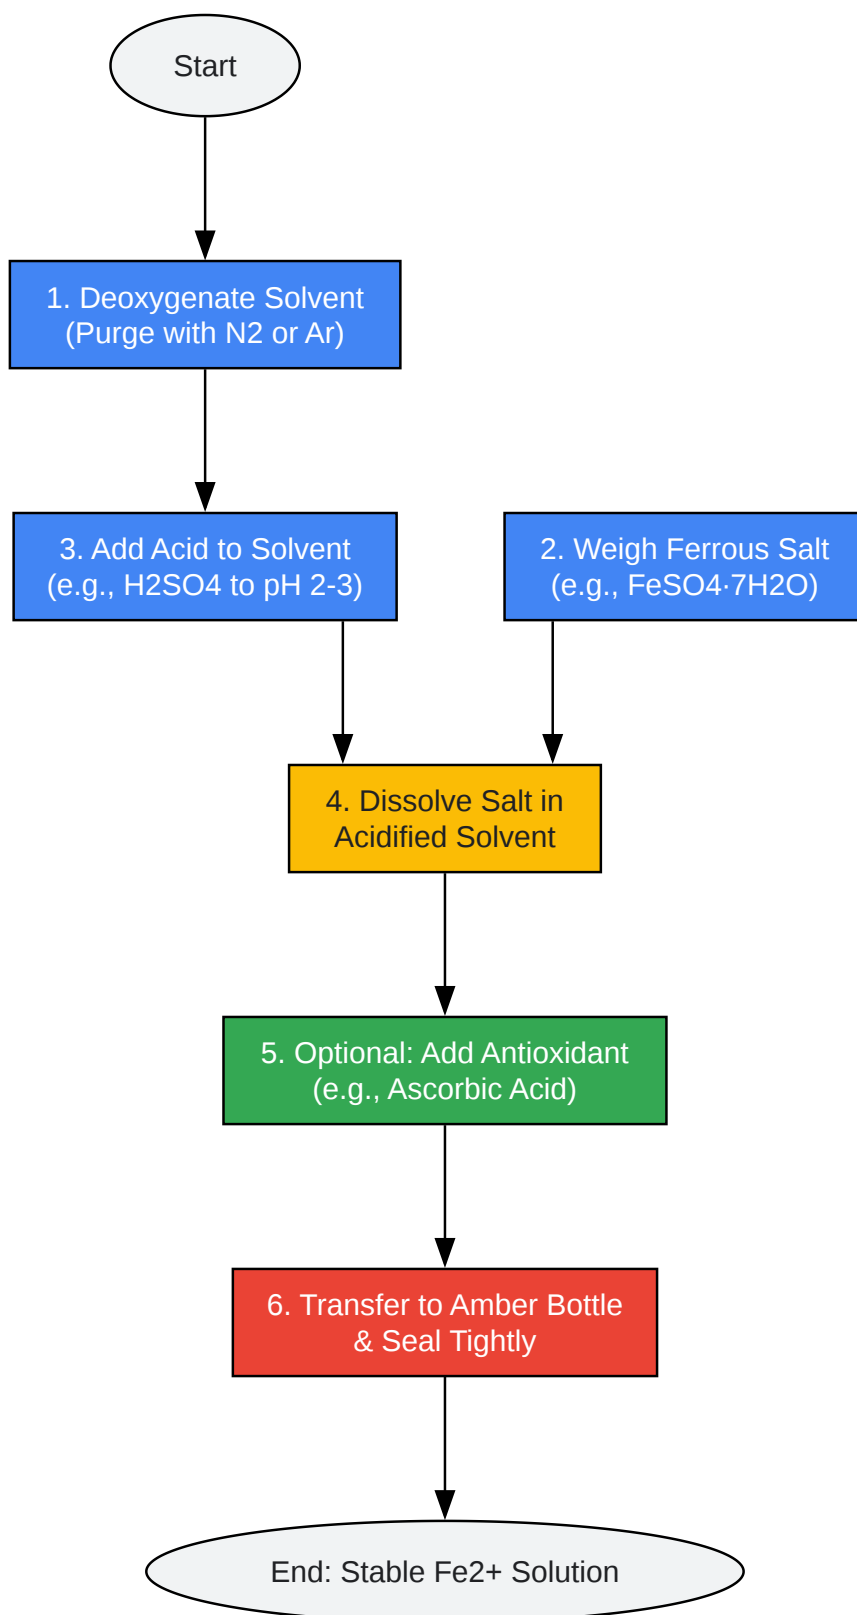 Start
1. Deoxygenate Solvent
(Purge with N2 or Ar)
3. Add Acid to Solvent
(e.g., H2SO4 to pH 2-3)
2. Weigh Ferrous Salt
(e.g., FeSO4·7H2O)
4. Dissolve Salt in
Acidified Solvent
5. Optional: Add Antioxidant
(e.g., Ascorbic Acid)
6. Transfer to Amber Bottle
& Seal Tightly
End: Stable Fe2+ Solution